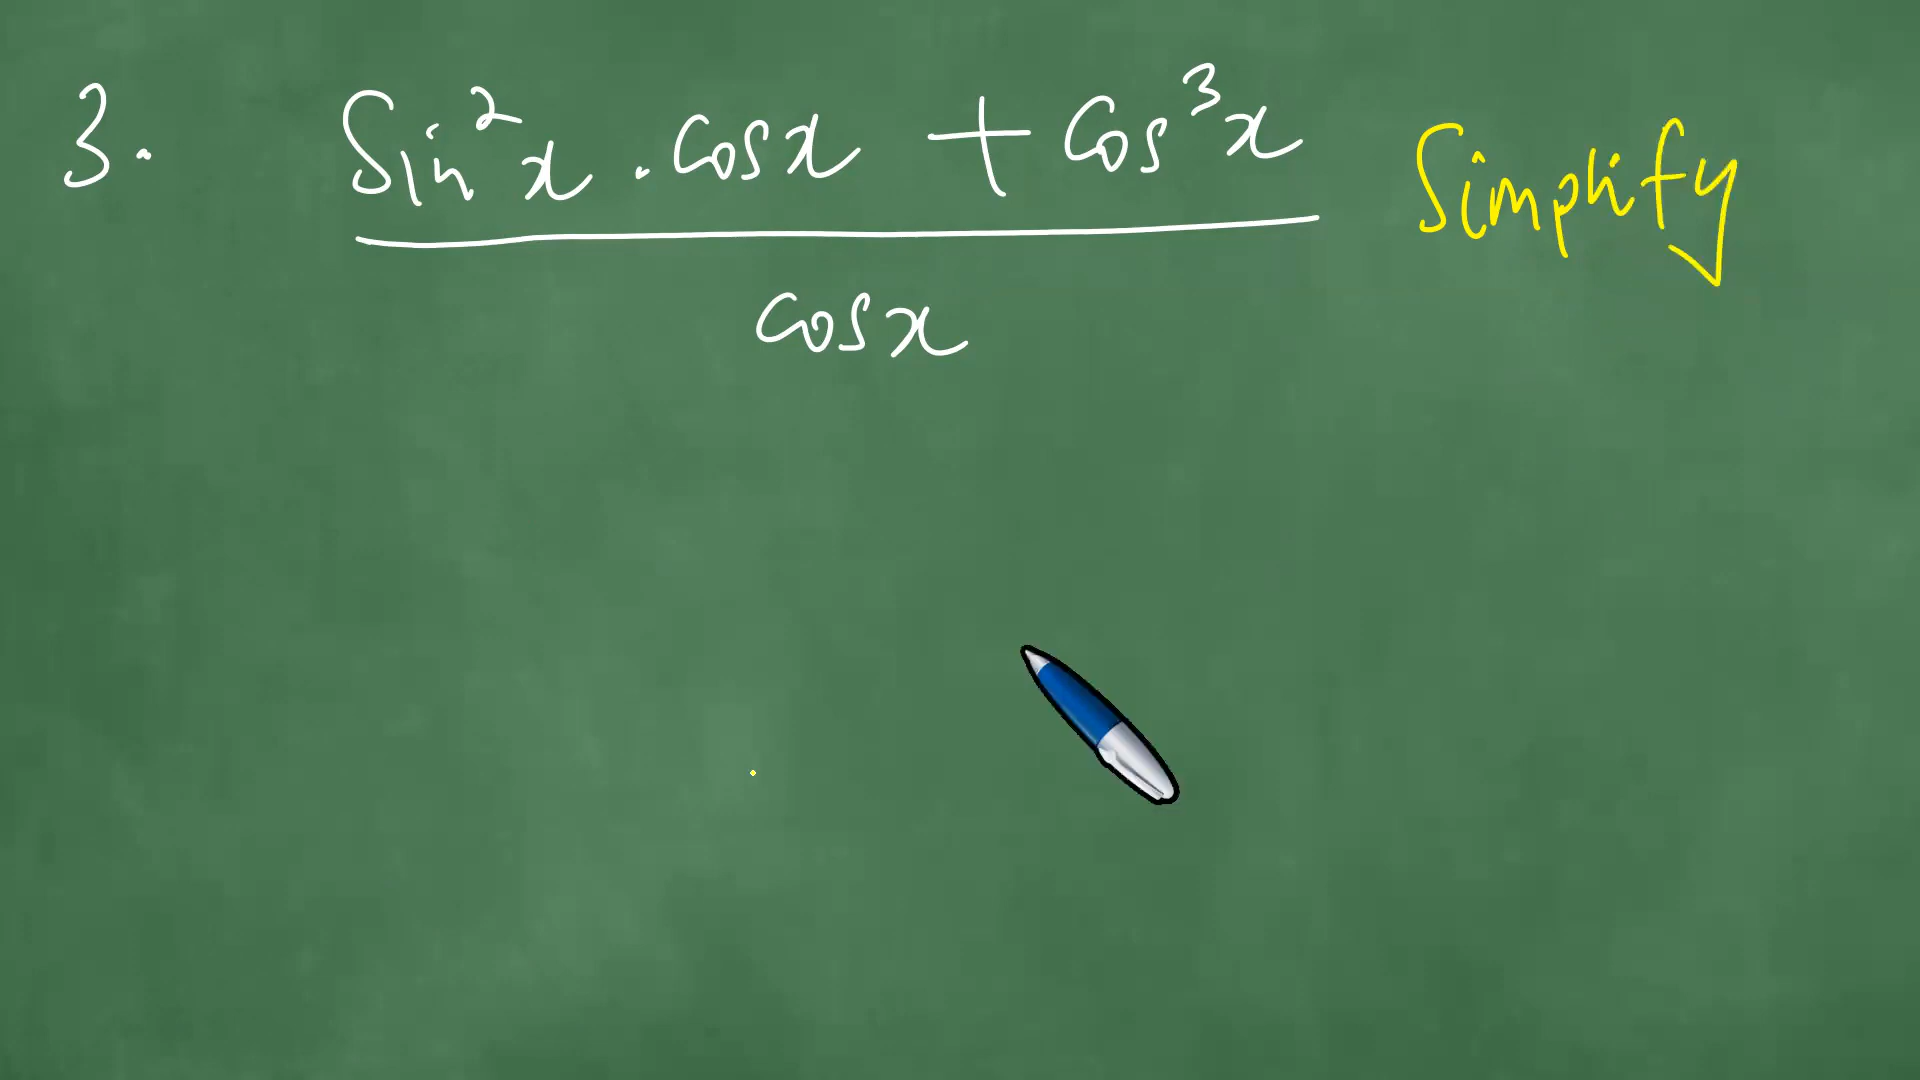 3. Sin²x . Cosx + Cos³x Simplify
cosx